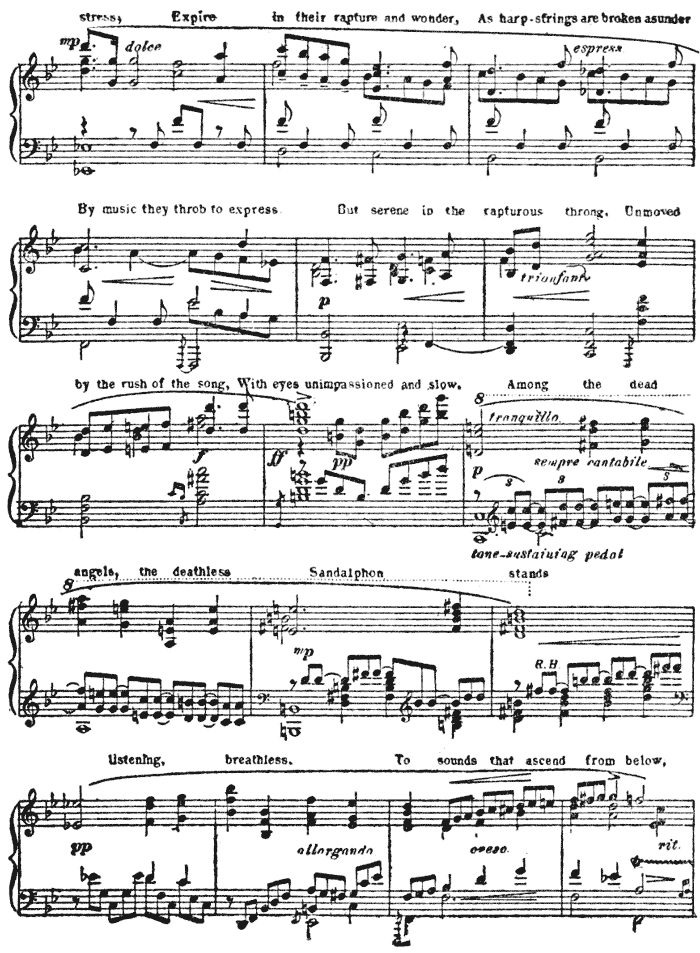 stress, Expire in their rapture and wonder, As harp-strings are broken asunder
mp dolce espress
By music they throb to express. But serene in the rapturous throng, Unmoved
p trionfante
by the rush of the song, With eyes unimpassioned and slow, Among the dead
8
tranquillo
f ff pp p sempre cantabile
3 3 3
tone-sustaining pedal
angels, the deathless Sandalphon stands
8
mp R.H.
Listening, breathless. To sounds that ascend from below,
pp allargando cresc. rit.